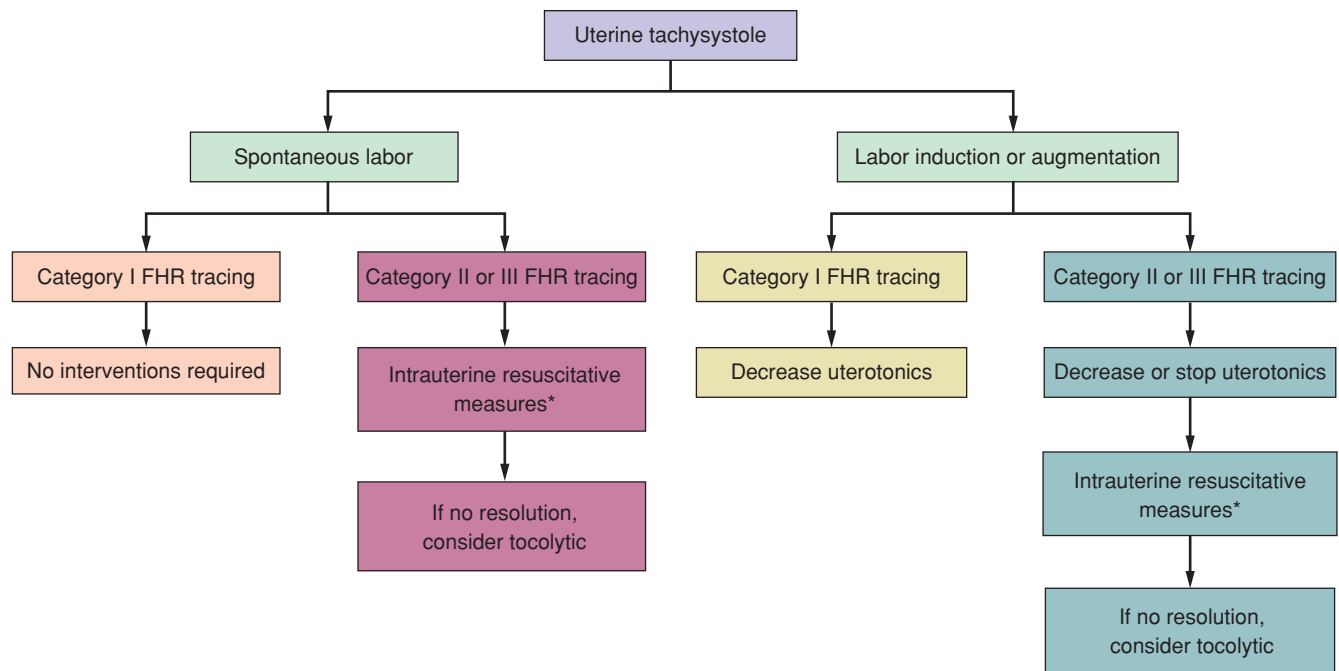 Uterine tachysystole
Spontaneous labor
Labor induction or augmentation
Category I FHR tracing
Category II or III FHR tracing
Category I FHR tracing
Category II or III FHR tracing
No interventions required
Intrauterine resuscitative
measures*
Decrease uterotonics
Decrease or stop uterotonics
If no resolution,
consider tocolytic
Intrauterine resuscitative
measures*
If no resolution,
consider tocolytic